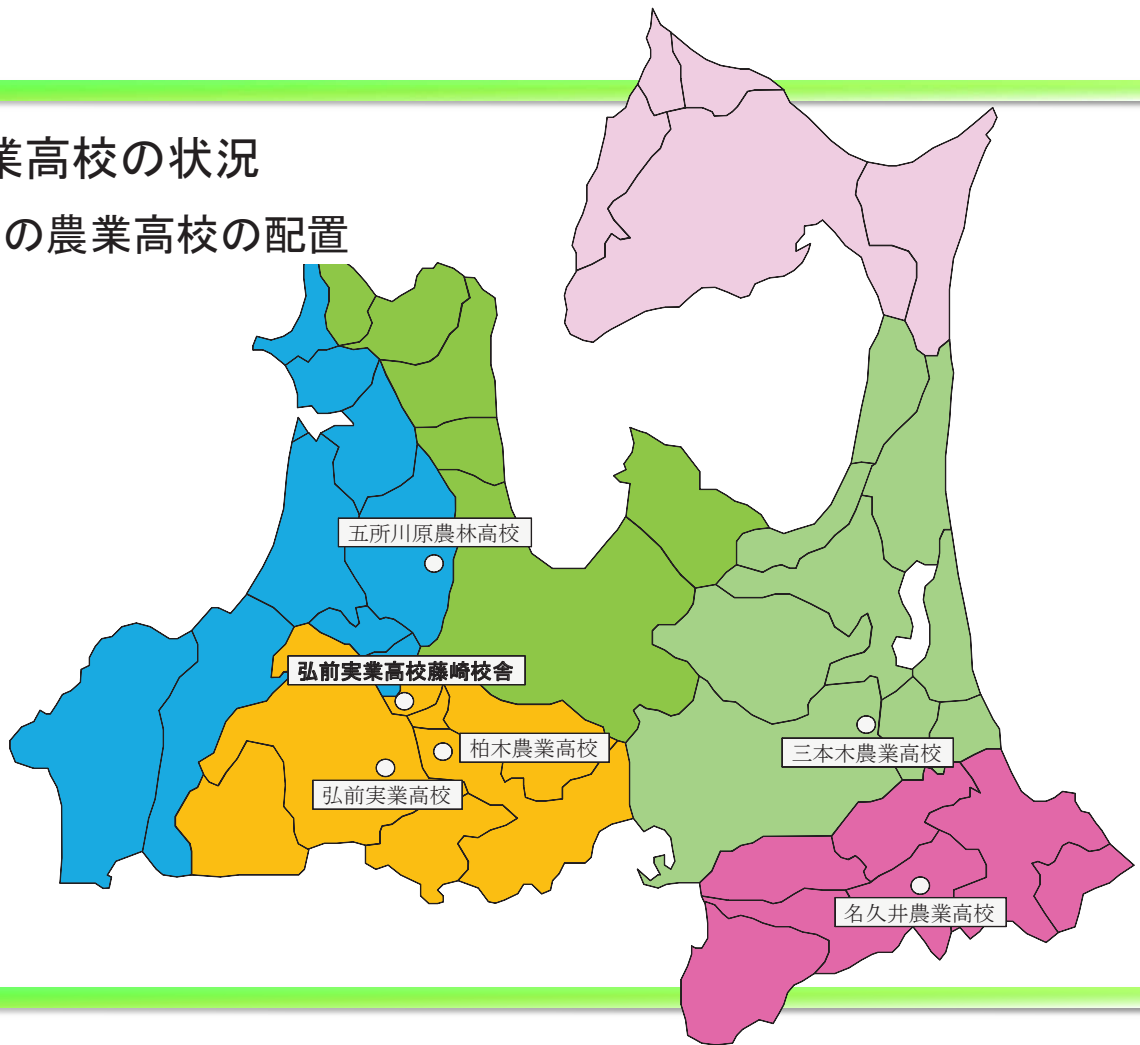 業高校の状況
の農業高校の配置
五所川原農林高校
弘前実業高校藤崎校舎
柏木農業高校
三本木農業高校
弘前実業高校
名久井農業高校